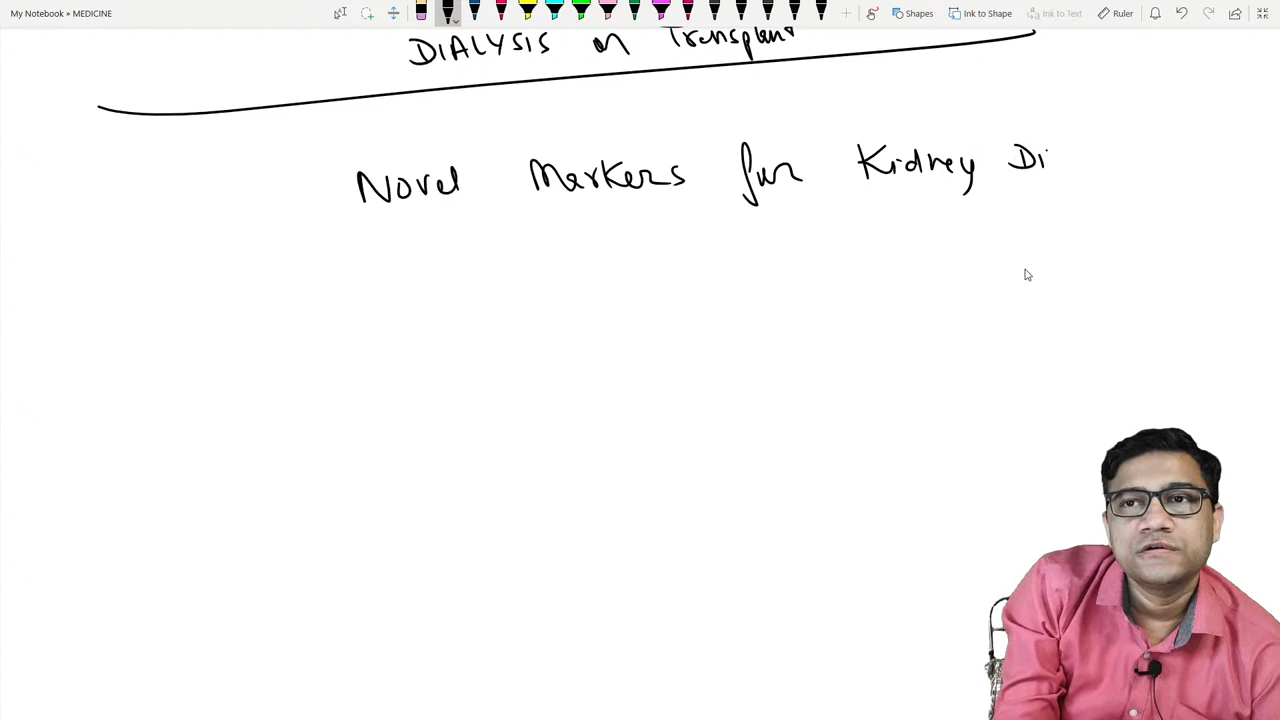 My Notebook = MEDICINE
Shapes Ink to Shape Ink to Text Ruler
DIALYSIS or Transplant
Novel Markers for Kidney Di